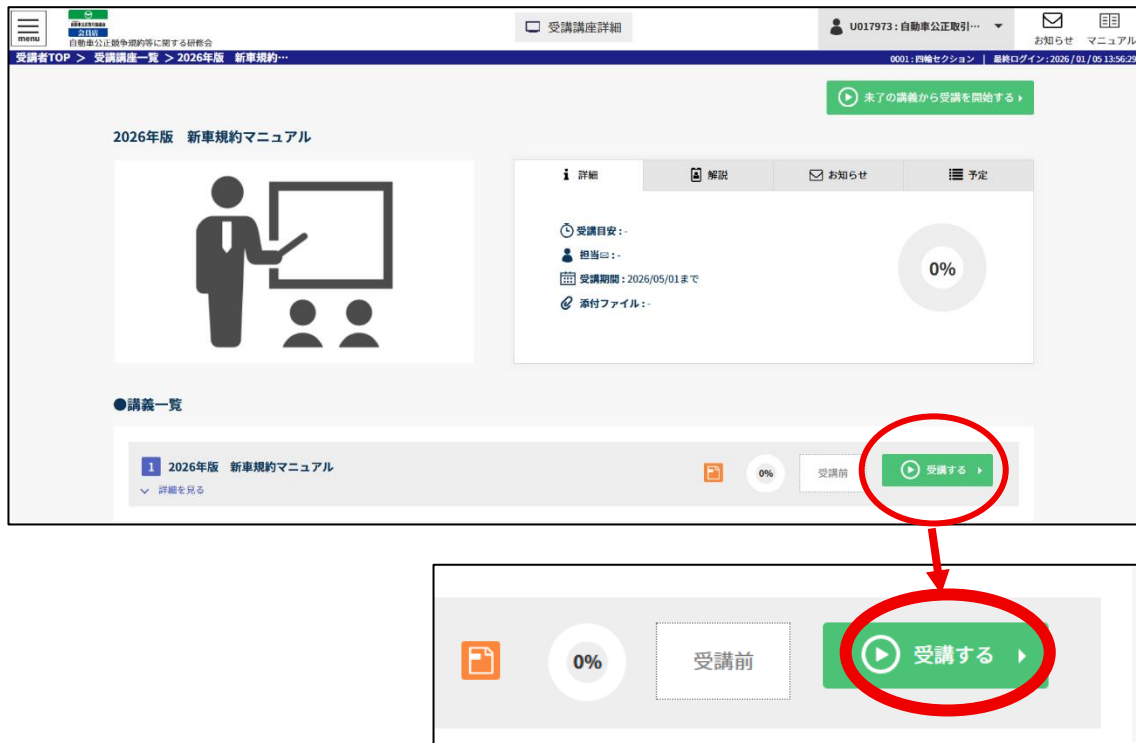 menu
会員店
自動車公正競争規約等に関する研修会
受講講座詳細
U017973 : 自動車公正取引…
お知らせ
マニュアル
受講者TOP > 受講講座一覧 > 2026年版 新車規約…
0001 : 四輪セクション | 最終ログイン : 2026 / 01 / 05 13:56:29
未了の講義から受講を開始する
2026年版 新車規約マニュアル
詳細
解説
お知らせ
予定
受講目安 : -
担当 : -
受講期間 : 2026/05/01まで
添付ファイル : -
0%
●講義一覧
1 2026年版 新車規約マニュアル
詳細を見る
0%
受講前
受講する
0%
受講前
受講する